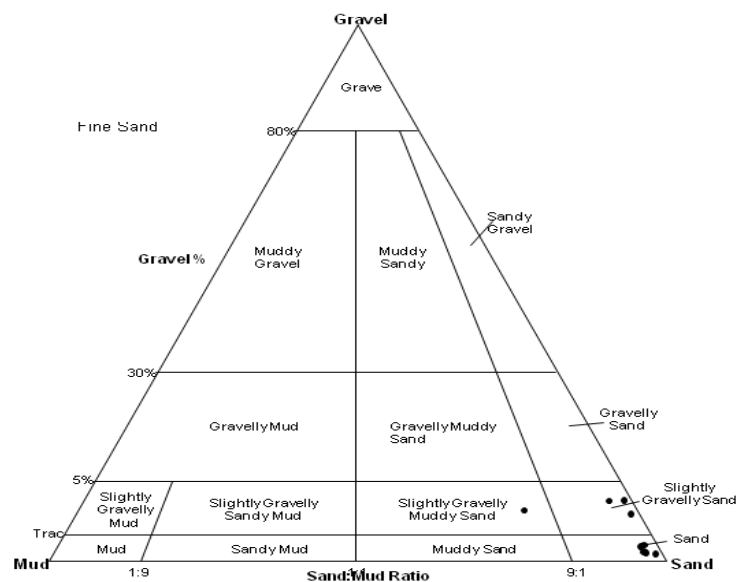 Gravel
Grave
Fine Sand
80%
Sandy
Gravel
Muddy
Gravel
Muddy
Sandy
Gravel %
30%
Gravelly Mud
Gravelly Muddy
Sand
Gravelly
Sand
5%
Slightly
Gravelly
Mud
Slightly Gravelly
Sandy Mud
Slightly Gravelly
Muddy Sand
Slightly
Gravelly Sand
Trac
Mud
Sandy Mud
Muddy Sand
Sand
Mud
Sand
1:9
9:1
Sand:Mud Ratio